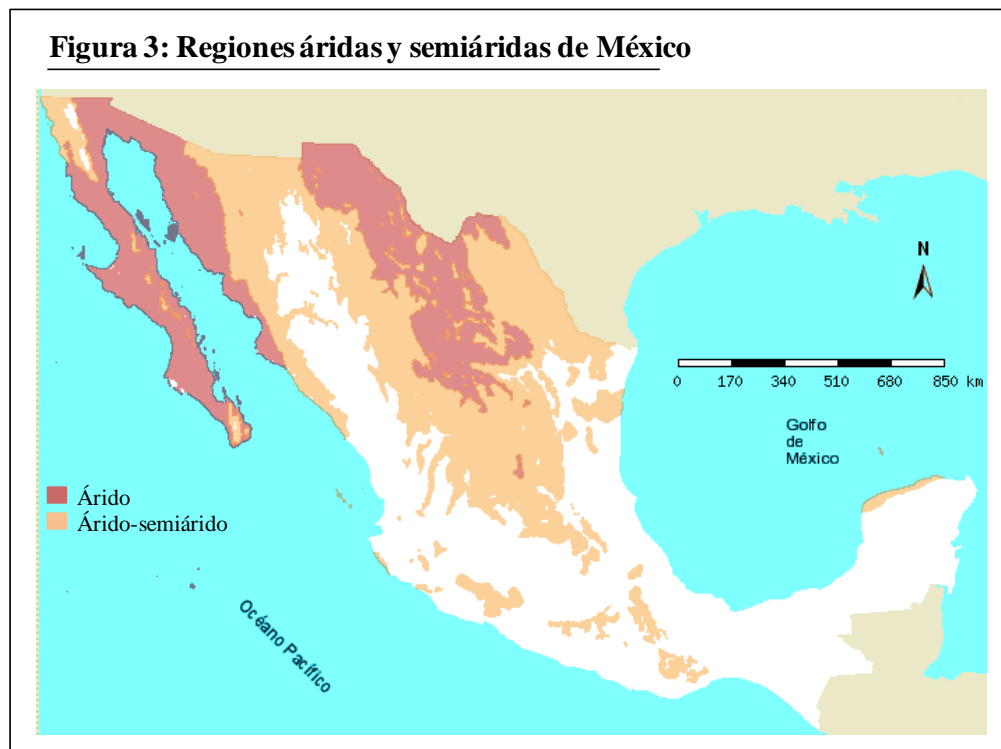 Figura 3: Regiones áridas y semiáridas de México
N
0 170 340 510 680 850 km
Golfo
de
México
Árido
Árido-semiárido
Océano Pacífico